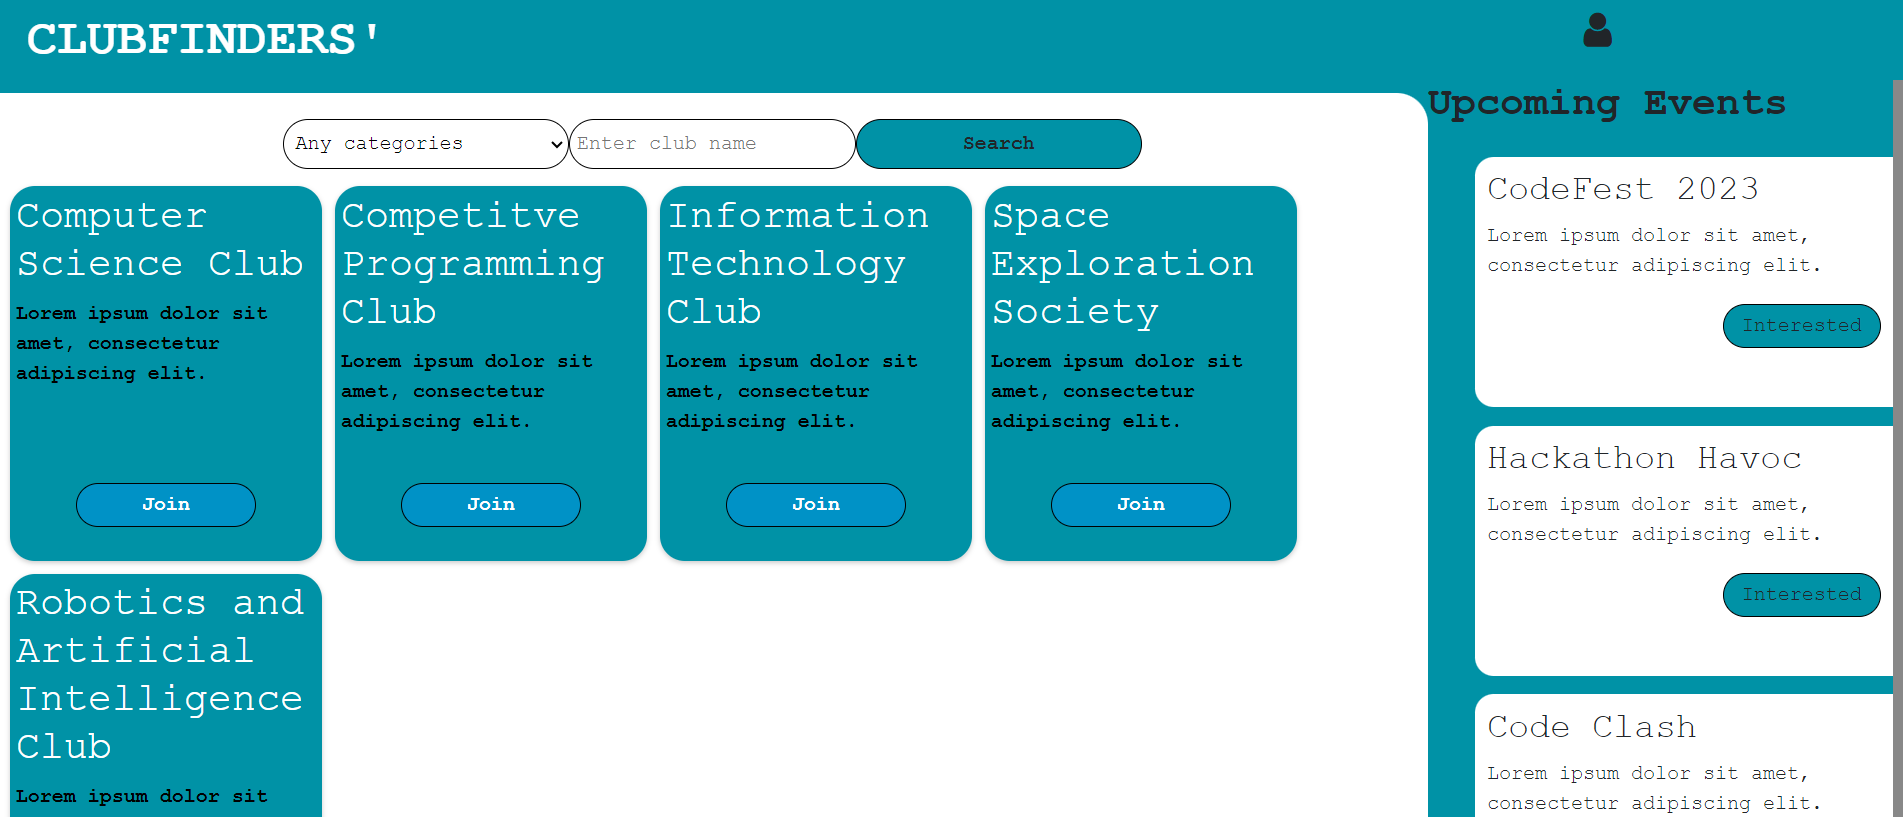 CLUBFINDERS'
Any categories
Enter club name
Search
Computer
Science Club
Lorem ipsum dolor sit
amet, consectetur
adipiscing elit.
Join
Competitve
Programming
Club
Lorem ipsum dolor sit
amet, consectetur
adipiscing elit.
Join
Information
Technology
Club
Lorem ipsum dolor sit
amet, consectetur
adipiscing elit.
Join
Space
Exploration
Society
Lorem ipsum dolor sit
amet, consectetur
adipiscing elit.
Join
Robotics and
Artificial
Intelligence
Club
Lorem ipsum dolor sit
Upcoming Events
CodeFest 2023
Lorem ipsum dolor sit amet,
consectetur adipiscing elit.
Interested
Hackathon Havoc
Lorem ipsum dolor sit amet,
consectetur adipiscing elit.
Interested
Code Clash
Lorem ipsum dolor sit amet,
consectetur adipiscing elit.